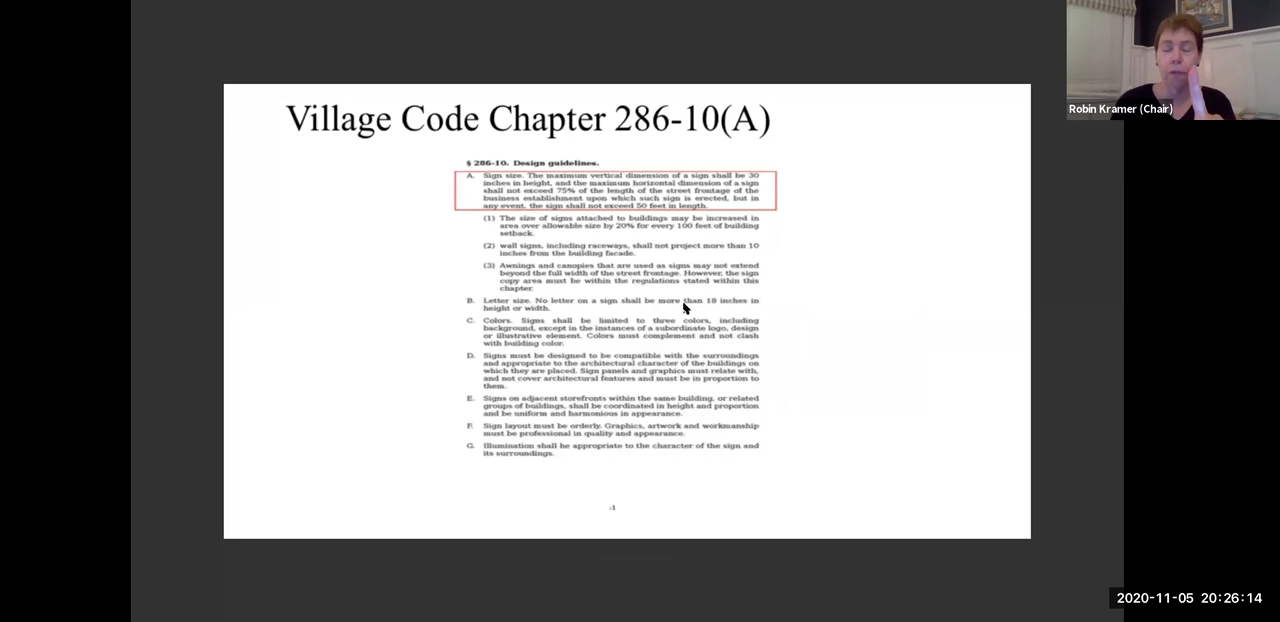 Robin Kramer (Chair)
Village Code Chapter 286-10(A)
§ 286-10. Design guidelines.
A. Sign size. The maximum vertical dimension of a sign shall be 30
inches in height, and the maximum horizontal dimension of a sign
shall not exceed 75% of the length of the street frontage of the
business establishment upon which such sign is erected, but in
any event, the sign shall not exceed 50 feet in length.
(1) The size of signs attached to buildings may be increased in
area over allowable size by 20% for every 100 feet of building
setback.
(2) wall signs, including raceways, shall not project more than 10
inches from the building facade.
(3) Awnings and canopies that are used as signs may not extend
beyond the full width of the street frontage. However, the sign
copy area must be within the regulations stated within this
chapter.
B. Letter size. No letter on a sign shall be more than 18 inches in
height or width.
C. Colors. Signs shall be limited to three colors, including
background, except in the instances of a subordinate logo, design
or illustrative element. Colors must complement and not clash
with building color.
D. Signs must be designed to be compatible with the surroundings
and appropriate to the architectural character of the buildings on
which they are placed. Sign panels and graphics must relate with,
and not cover architectural features and must be in proportion to
them.
E. Signs on adjacent storefronts within the same building, or related
groups of buildings, shall be coordinated in height and proportion
and be uniform and harmonious in appearance.
F. Sign layout must be orderly. Graphics, artwork and workmanship
must be professional in quality and appearance.
G. Illumination shall be appropriate to the character of the sign and
its surroundings.
:1
2020-11-05 20:26:14